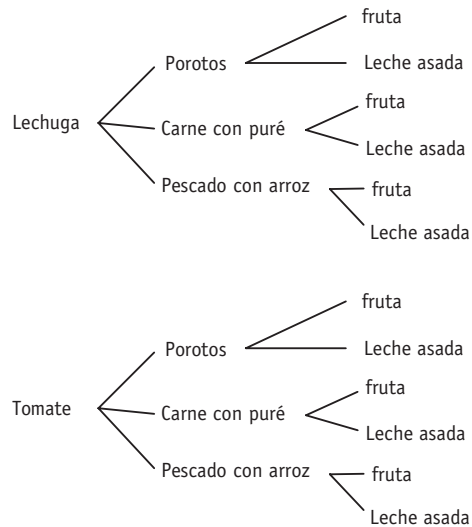 fruta
Porotos
Leche asada
fruta
Lechuga
Carne con puré
Leche asada
Pescado con arroz
fruta
Leche asada
fruta
Porotos
Leche asada
fruta
Tomate
Carne con puré
Leche asada
Pescado con arroz
fruta
Leche asada